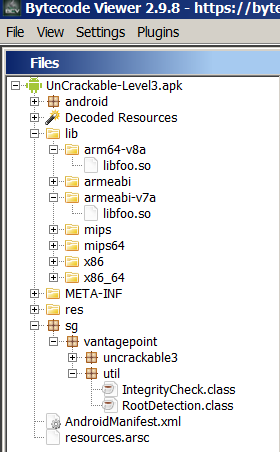 Bytecode Viewer 2.9.8 - https://byte
File View Settings Plugins
Files
UnCrackable-Level3.apk
android
Decoded Resources
lib
arm64-v8a
libfoo.so
armeabi
armeabi-v7a
libfoo.so
mips
mips64
x86
x86_64
META-INF
res
sg
vantagepoint
uncrackable3
util
IntegrityCheck.class
RootDetection.class
AndroidManifest.xml
resources.arsc